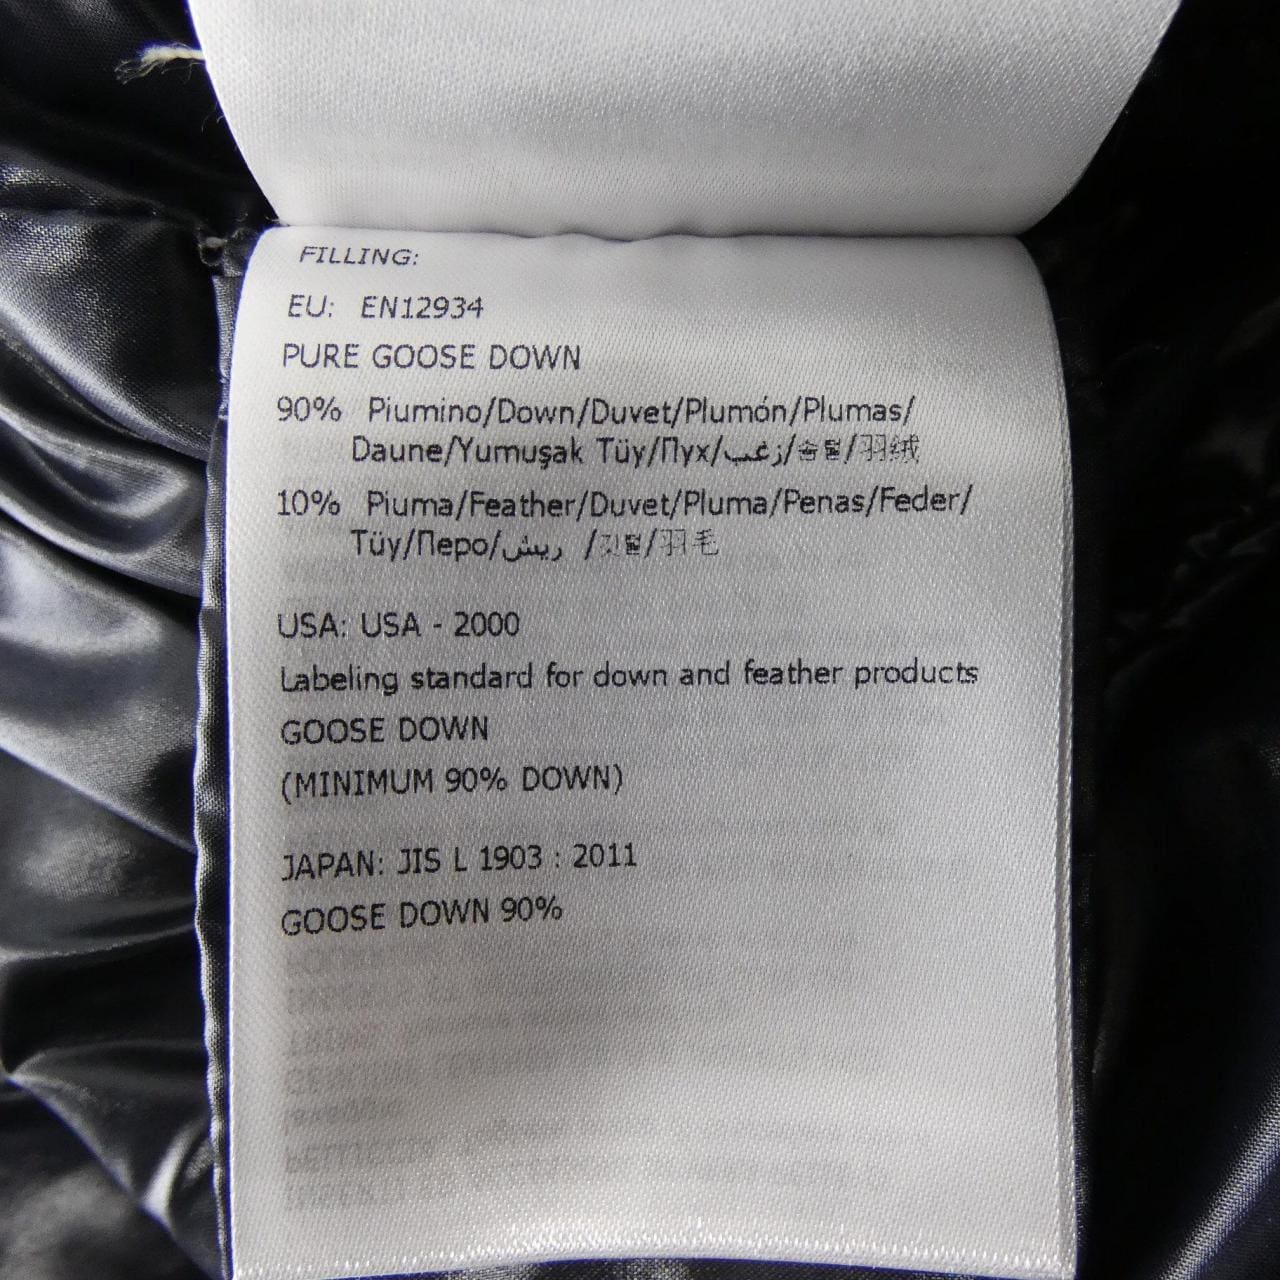 FILLING:
EU: EN12934
PURE GOOSE DOWN
90% Piumino/Down/Duvet/Plumón/Plumas/
Daune/Yumuşak Tüy/Пух/زغب/솜털/羽绒
10% Piuma/Feather/Duvet/Pluma/Penas/Feder/
Tüy/Перо/ريش /깃털/羽毛
USA: USA - 2000
Labeling standard for down and feather products
GOOSE DOWN
(MINIMUM 90% DOWN)
JAPAN: JIS L 1903 : 2011
GOOSE DOWN 90%